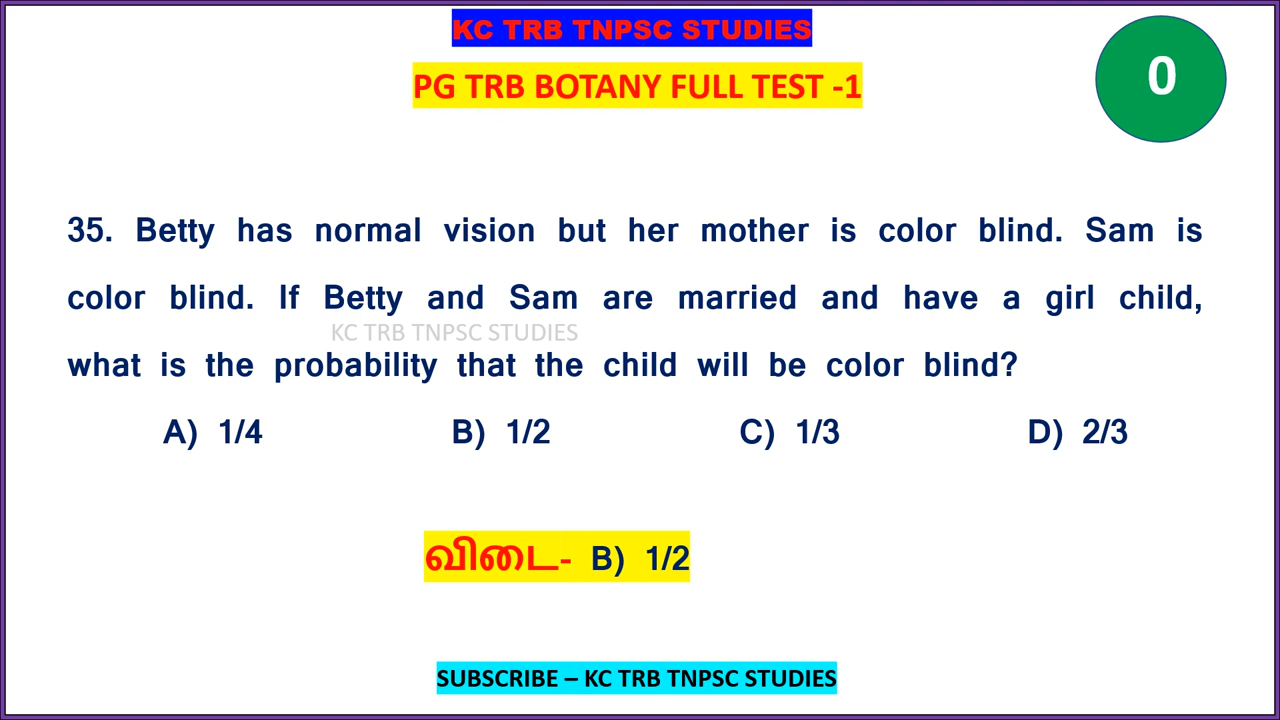 KC TRB TNPSC STUDIES
PG TRB BOTANY FULL TEST -1
0
35. Betty has normal vision but her mother is color blind. Sam is
color blind. If Betty and Sam are married and have a girl child,
KC TRB TNPSC STUDIES
what is the probability that the child will be color blind?
A) 1/4 B) 1/2 C) 1/3 D) 2/3
விடை- B) 1/2
SUBSCRIBE – KC TRB TNPSC STUDIES